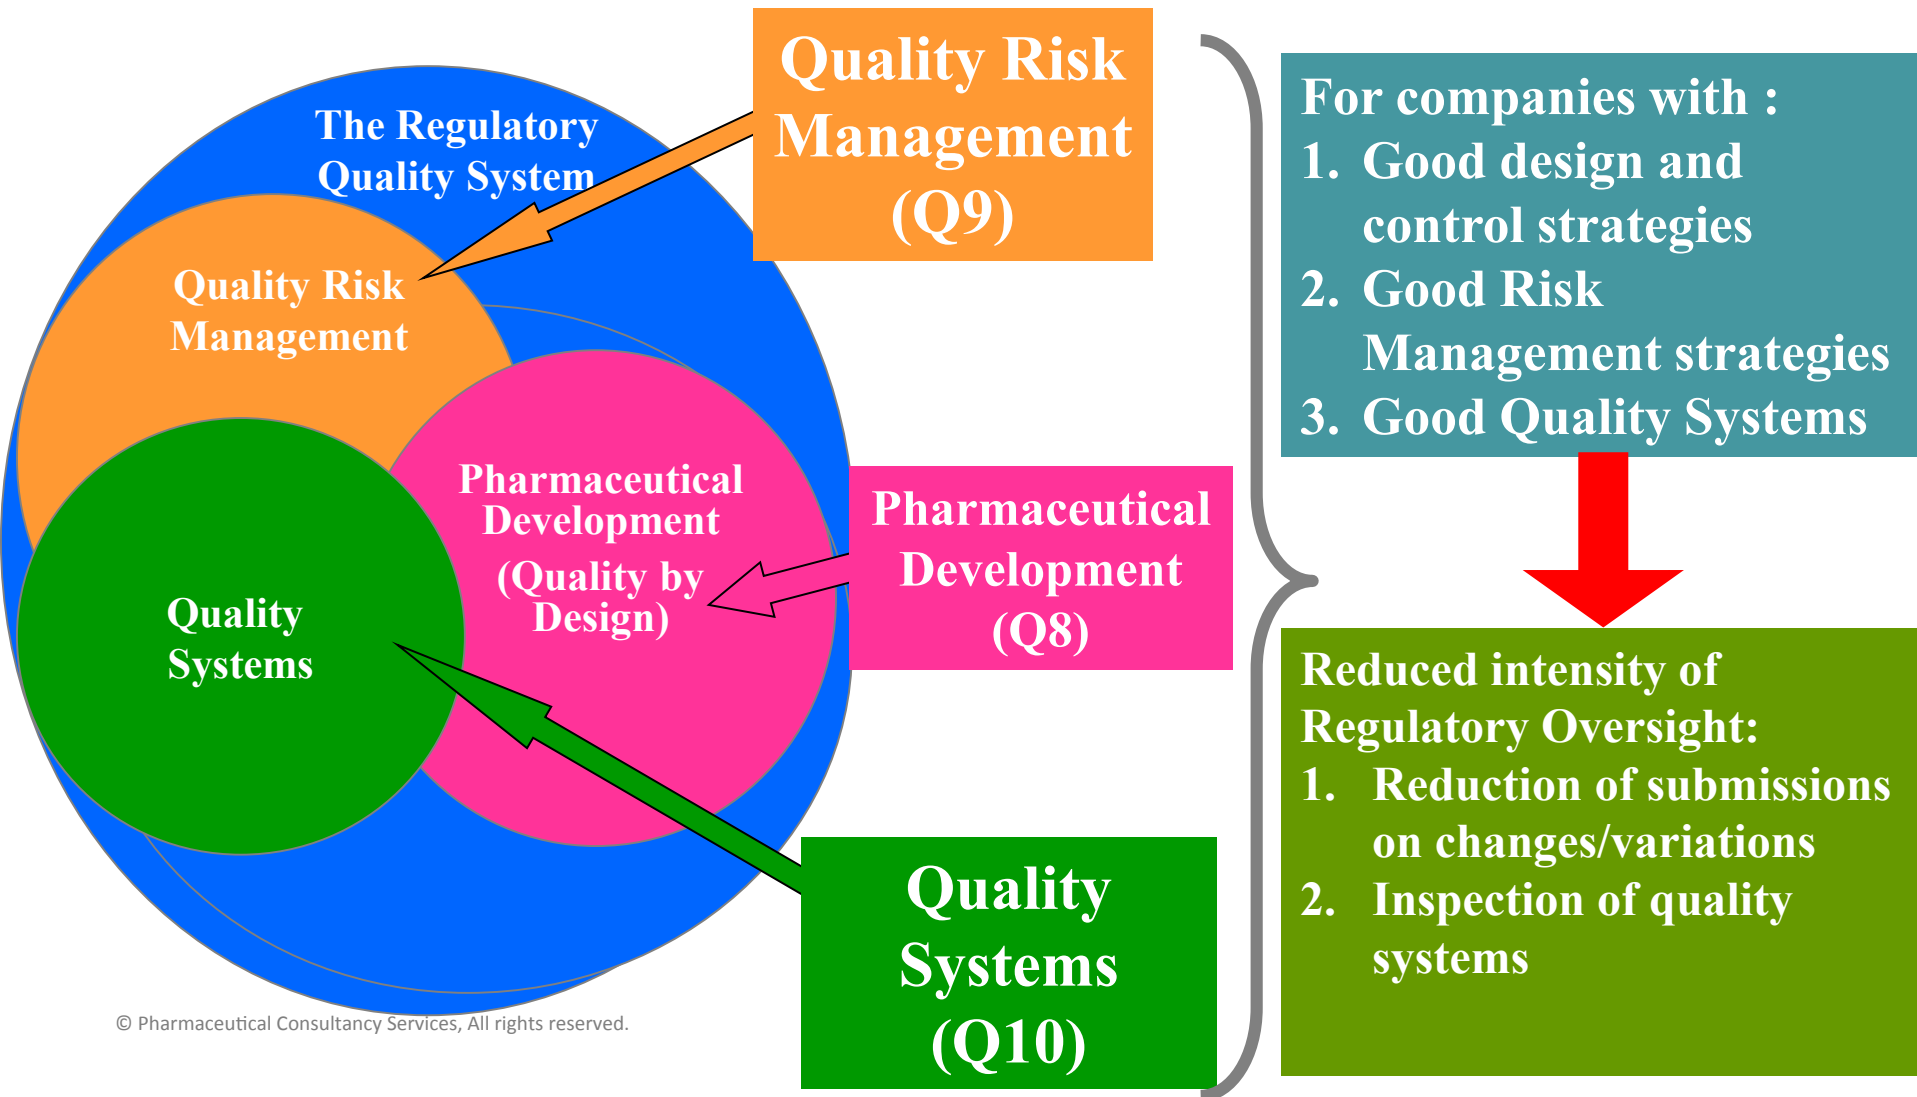 The Regulatory
Quality System
Quality Risk
Management
Pharmaceutical
Development
(Quality by
Design)
Quality
Systems
Quality Risk
Management
(Q9)
Pharmaceutical
Development
(Q8)
Quality
Systems
(Q10)
For companies with :
1. Good design and
control strategies
2. Good Risk
Management strategies
3. Good Quality Systems
Reduced intensity of
Regulatory Oversight:
1. Reduction of submissions
on changes/variations
2. Inspection of quality
systems
© Pharmaceutical Consultancy Services, All rights reserved.